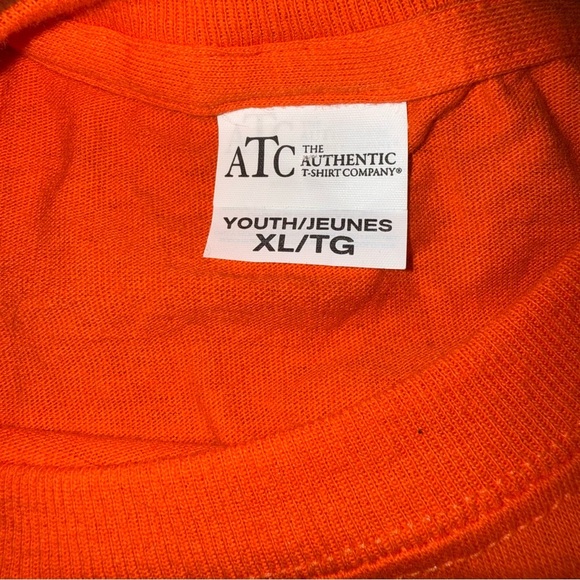 ATC THE
AUTHENTIC
T-SHIRT COMPANY®
YOUTH/JEUNES
XL/TG